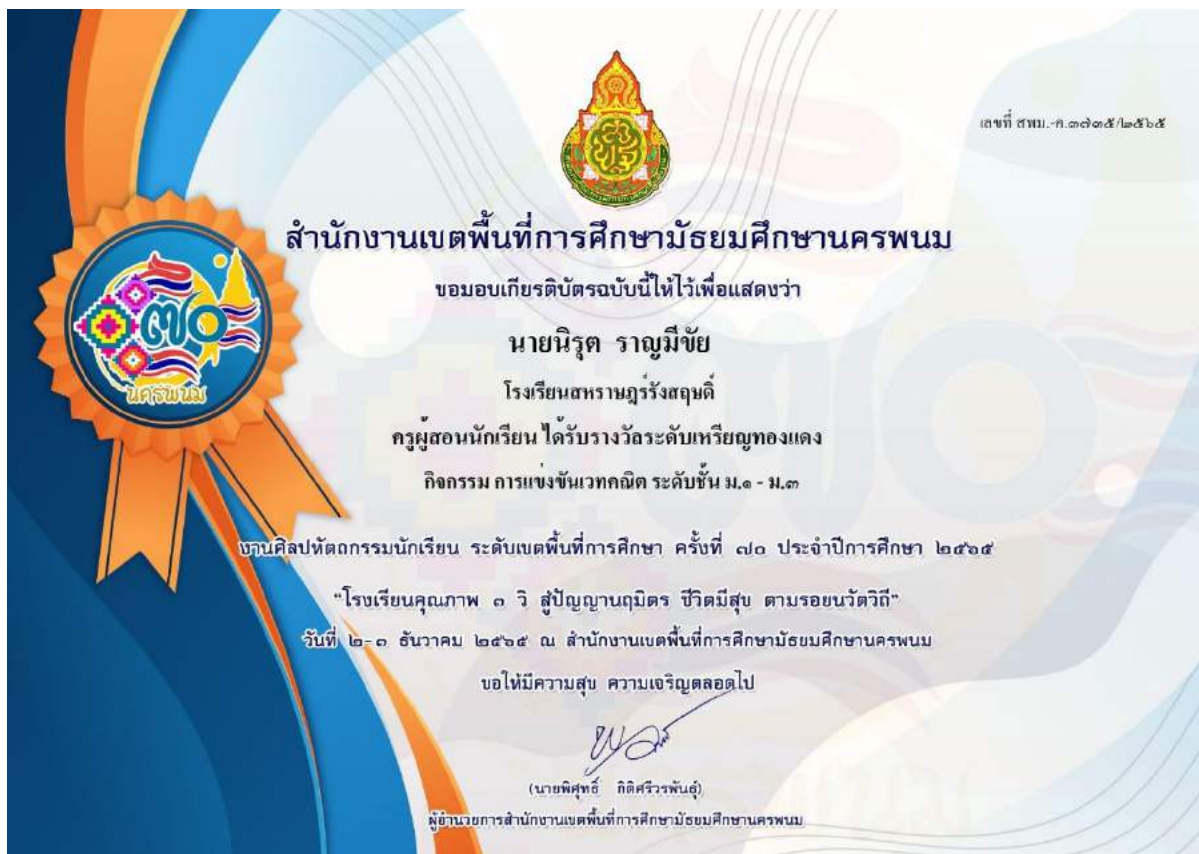 เลขที่ สพม.-ค.๓๗๓๕/๒๕๖๕
สำนักงานเขตพื้นที่การศึกษามัธยมศึกษานครพนม
ขอมอบเกียรติบัตรฉบับนี้ให้ไว้เพื่อแสดงว่า
นายนิรุต ราญมีชัย
โรงเรียนสหราษฎร์รังสฤษดิ์
ครูผู้สอนนักเรียน ได้รับรางวัลระดับเหรียญทองแดง
กิจกรรม การแข่งขันเวทคณิต ระดับชั้น ม.๑ - ม.๓
๗๐
นครพนม
งานศิลปหัตถกรรมนักเรียน ระดับเขตพื้นที่การศึกษา ครั้งที่ ๗๐ ประจำปีการศึกษา ๒๕๖๕
“โรงเรียนคุณภาพ ๓ วิ สู่ปัญญานฤมิตร ชีวิตมีสุข ตามรอยนวัตวิถี”
วันที่ ๒-๓ ธันวาคม ๒๕๖๕ ณ สำนักงานเขตพื้นที่การศึกษามัธยมศึกษานครพนม
ขอให้มีความสุข ความเจริญตลอดไป
(นายพิศุทธิ์ กิติศรีวรพันธุ์)
ผู้อำนวยการสำนักงานเขตพื้นที่การศึกษามัธยมศึกษานครพนม